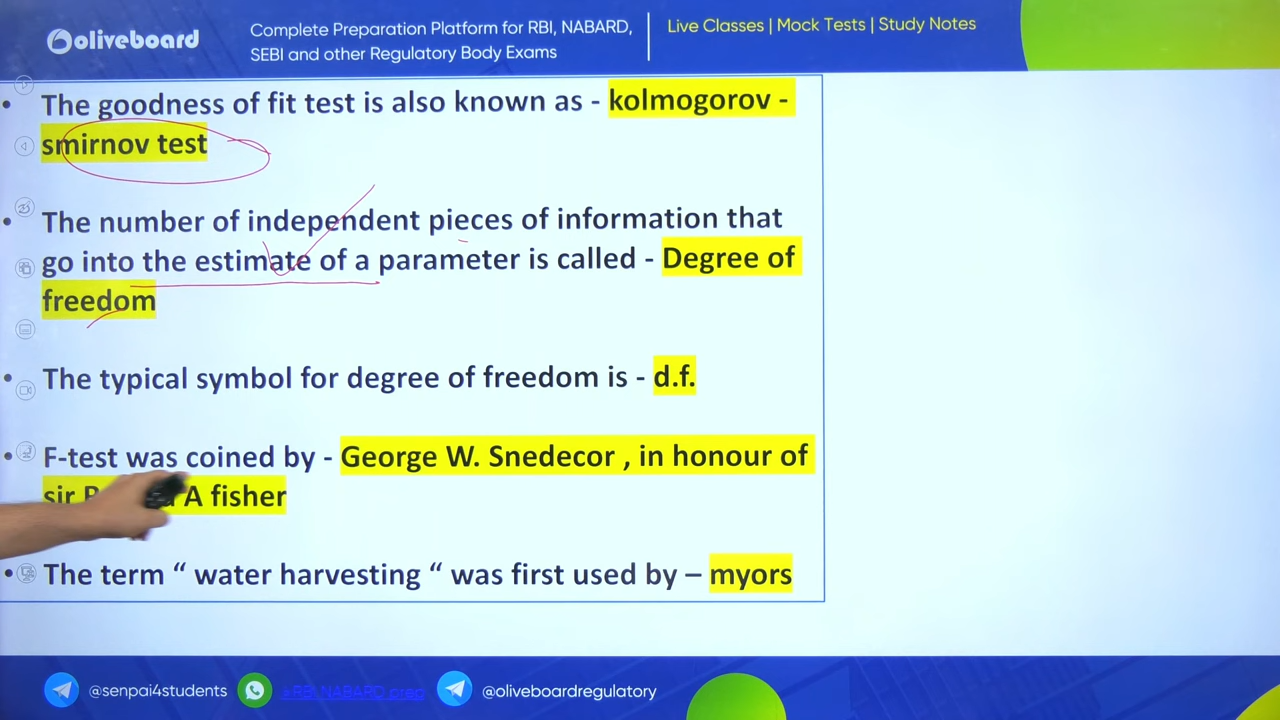 oliveboard
Complete Preparation Platform for RBI, NABARD,
SEBI and other Regulatory Body Exams
Live Classes | Mock Tests | Study Notes
• The goodness of fit test is also known as - kolmogorov -
smirnov test
• The number of independent pieces of information that
go into the estimate of a parameter is called - Degree of
freedom
• The typical symbol for degree of freedom is - d.f.
• F-test was coined by - George W. Snedecor , in honour of
sir A fisher
• The term “ water harvesting “ was first used by – myors
@senpai4students
@oliveboardregulatory